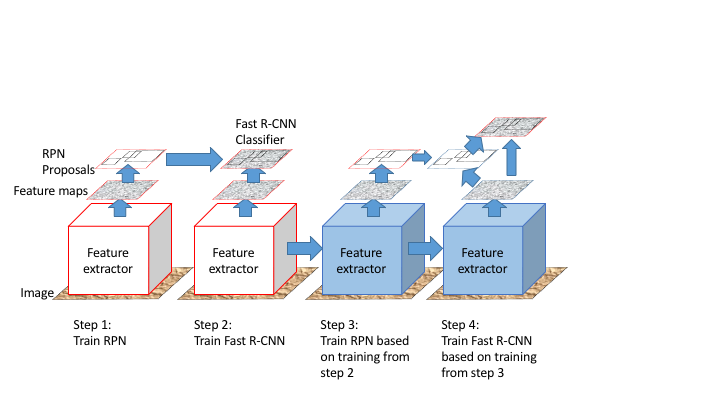 Fast R-CNN
Classifier
RPN
Proposals
Feature maps
Feature
extractor
Feature
extractor
Feature
extractor
Feature
extractor
Image
Step 1:
Train RPN
Step 2:
Train Fast R-CNN
Step 3:
Train RPN based
on training from
step 2
Step 4:
Train Fast R-CNN
based on training
from step 3